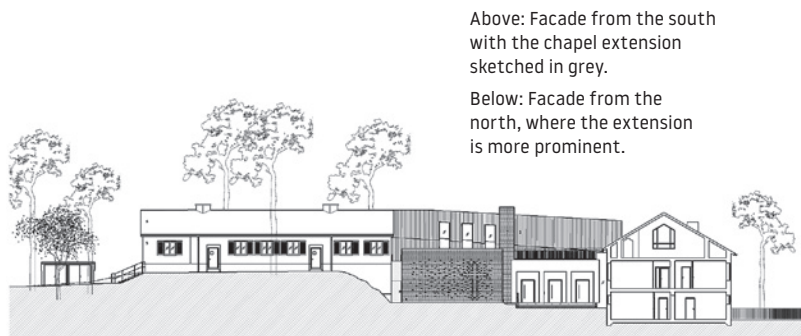 Above: Facade from the south
with the chapel extension
sketched in grey.
Below: Facade from the
north, where the extension
is more prominent.